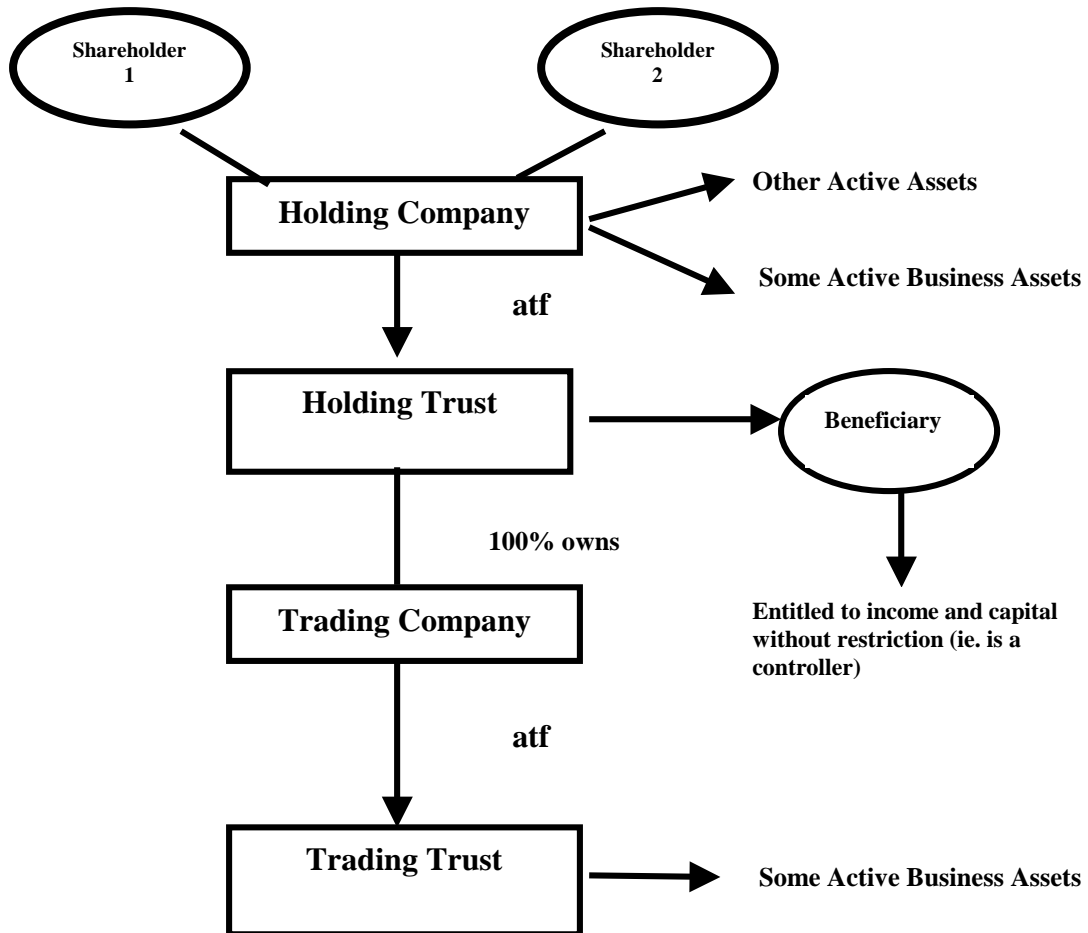 Shareholder
1
Shareholder
2
Holding Company
Other Active Assets
Some Active Business Assets
atf
Holding Trust
Beneficiary
100% owns
Trading Company
Entitled to income and capital
without restriction (ie. is a
controller)
atf
Trading Trust
Some Active Business Assets